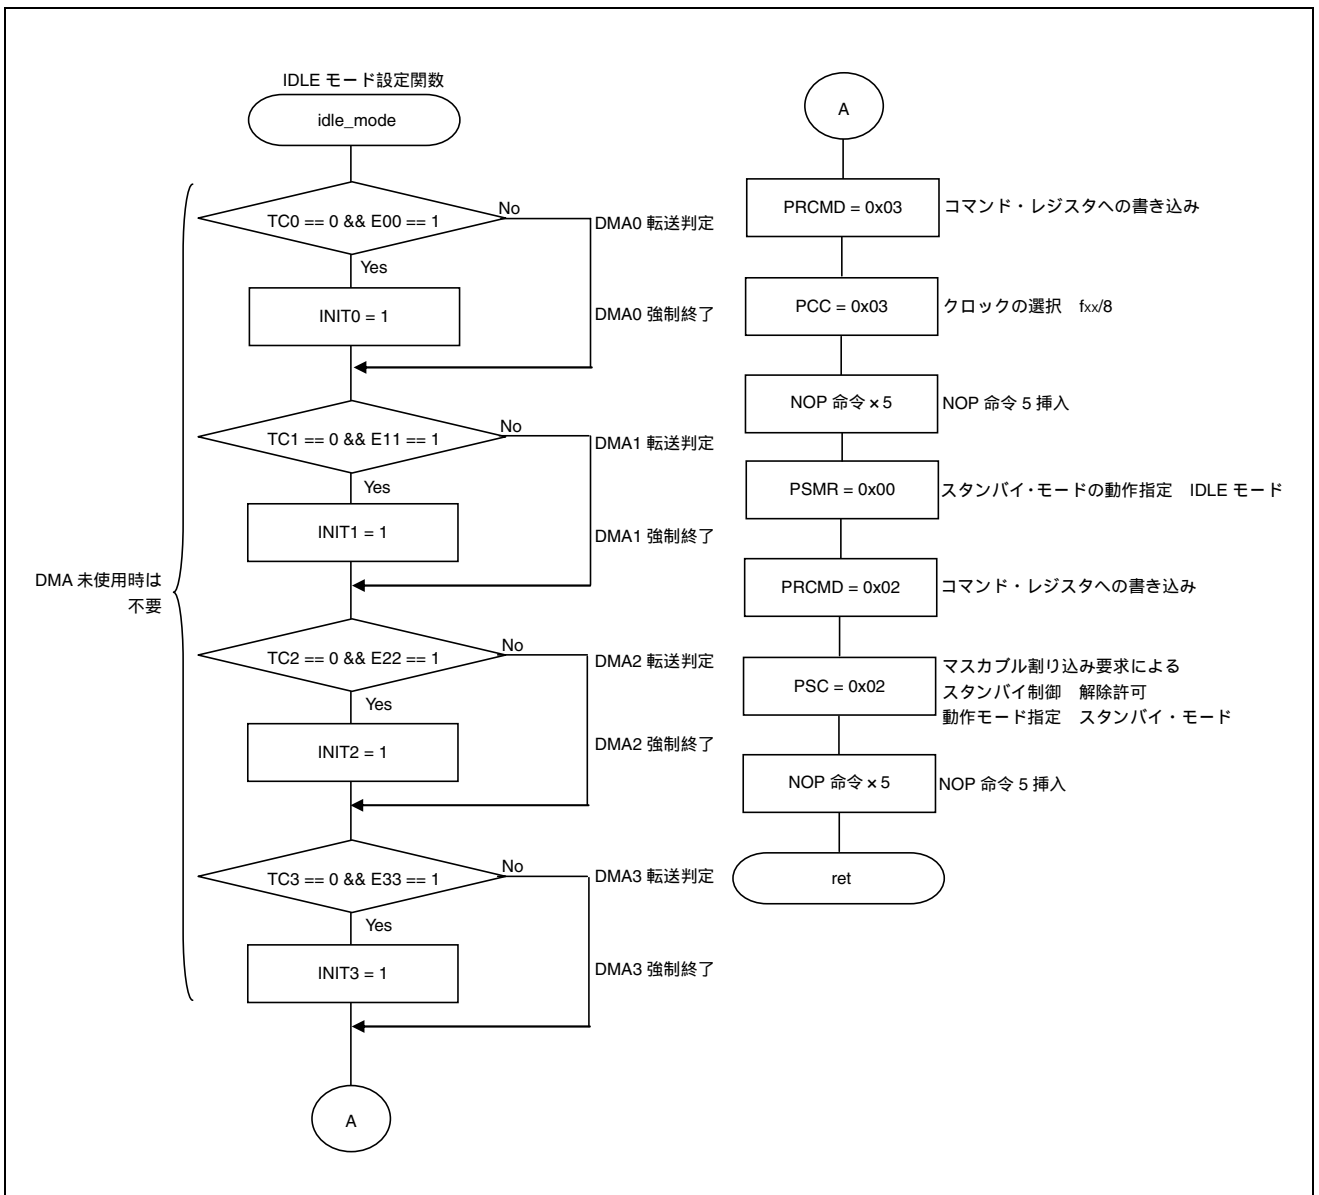 IDLE モード設定関数
idle_mode
TC0 == 0 && E00 == 1
No
DMA0 転送判定
Yes
INIT0 = 1
DMA0 強制終了
TC1 == 0 && E11 == 1
No
DMA1 転送判定
Yes
INIT1 = 1
DMA1 強制終了
DMA 未使用時は
不要
TC2 == 0 && E22 == 1
No
DMA2 転送判定
Yes
INIT2 = 1
DMA2 強制終了
TC3 == 0 && E33 == 1
No
DMA3 転送判定
Yes
INIT3 = 1
DMA3 強制終了
A
A
PRCMD = 0x03
コマンド・レジスタへの書き込み
PCC = 0x03
クロックの選択 fxx/8
NOP 命令 × 5
NOP 命令 5 挿入
PSMR = 0x00
スタンバイ・モードの動作指定 IDLE モード
PRCMD = 0x02
コマンド・レジスタへの書き込み
PSC = 0x02
マスカブル割り込み要求による
スタンバイ制御 解除許可
動作モード指定 スタンバイ・モード
NOP 命令 × 5
NOP 命令 5 挿入
ret